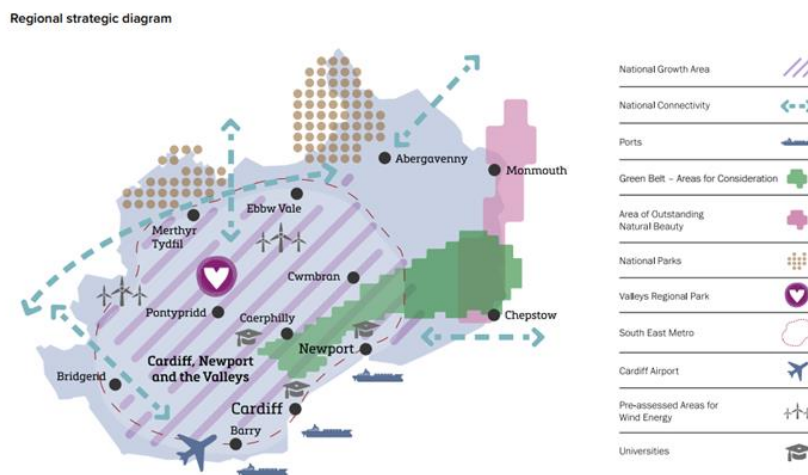 Regional strategic diagram
Abergavenny
Monmouth
Ebbw Vale
Merthyr
Tydfil
Cwmbran
Pontypridd
Caerphilly
Chepstow
Newport
Cardiff, Newport
and the Valleys
Bridgend
Cardiff
Barry
National Growth Area
National Connectivity
Ports
Green Belt – Areas for Consideration
Area of Outstanding
Natural Beauty
National Parks
Valleys Regional Park
South East Metro
Cardiff Airport
Pre-assessed Areas for
Wind Energy
Universities